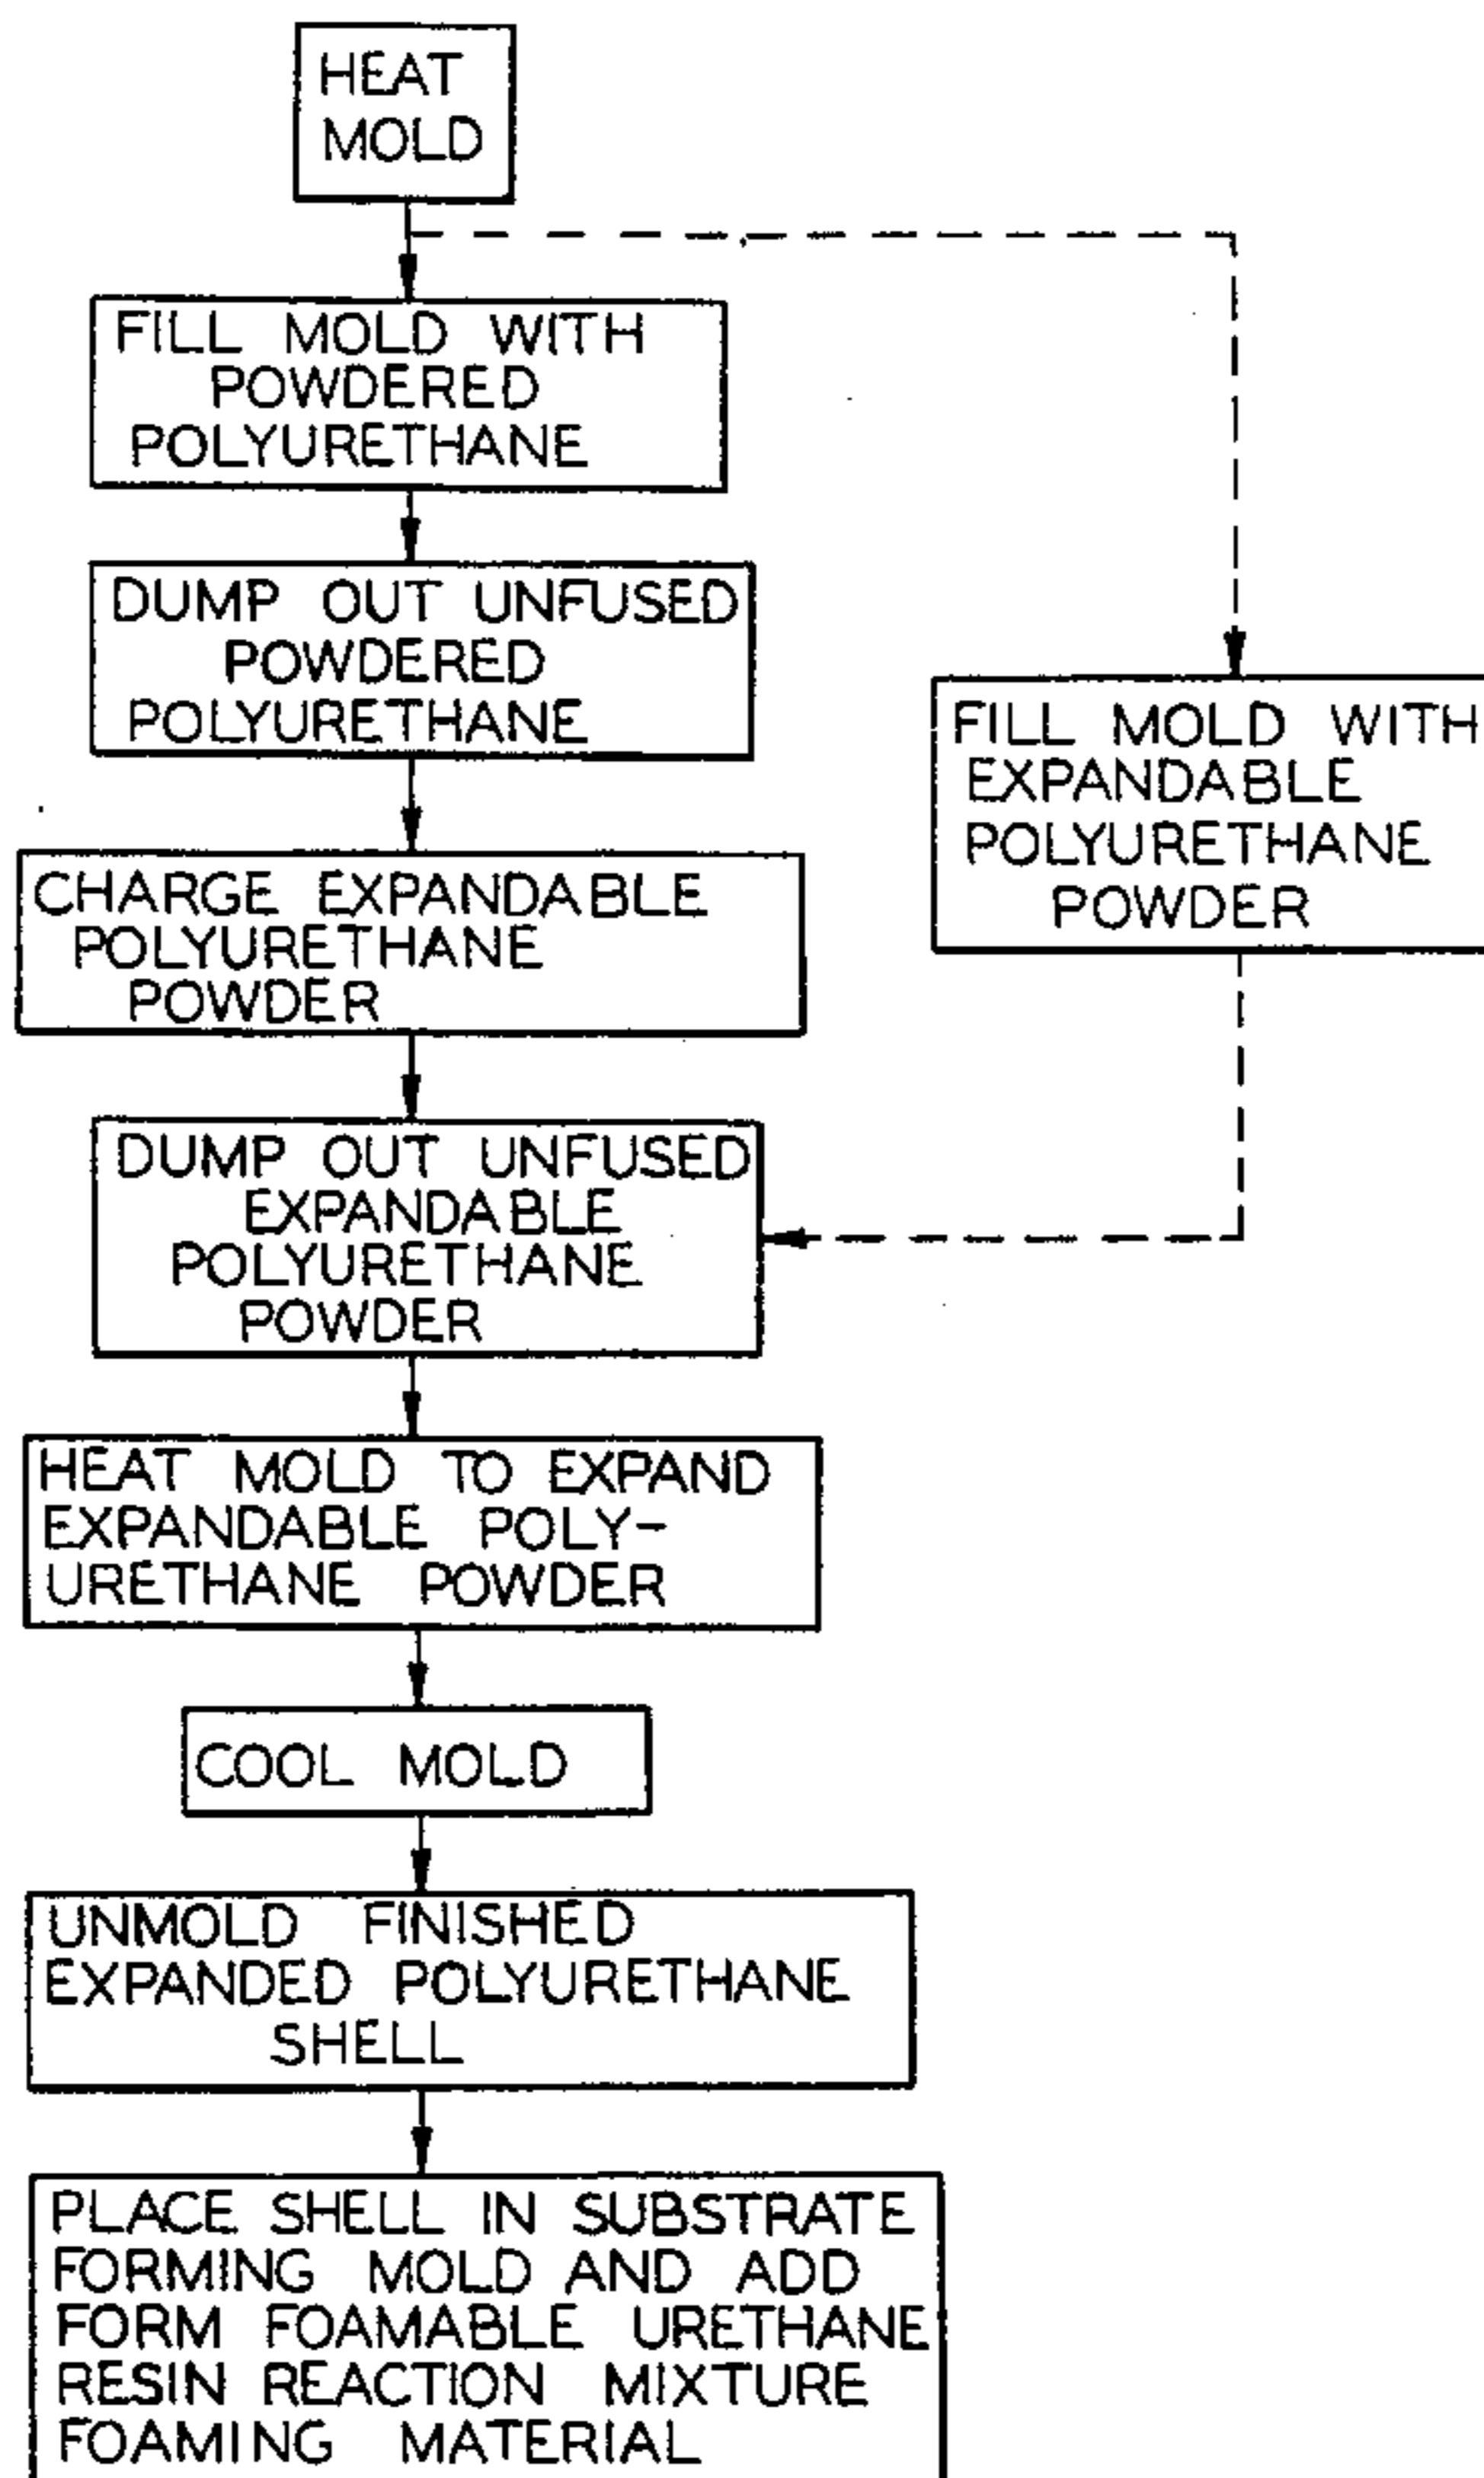 HEAT
MOLD
FILL MOLD WITH
POWDERED
POLYURETHANE
DUMP OUT UNFUSED
POWDERED
POLYURETHANE
FILL MOLD WITH
EXPANDABLE
POLYURETHANE
POWDER
CHARGE EXPANDABLE
POLYURETHANE
POWDER
DUMP OUT UNFUSED
EXPANDABLE
POLYURETHANE
POWDER
HEAT MOLD TO EXPAND
EXPANDABLE POLY-
URETHANE POWDER
COOL MOLD
UNMOLD FINISHED
EXPANDED POLYURETHANE
SHELL
PLACE SHELL IN SUBSTRATE
FORMING MOLD AND ADD
FORM FOAMABLE URETHANE
RESIN REACTION MIXTURE
FOAMING MATERIAL